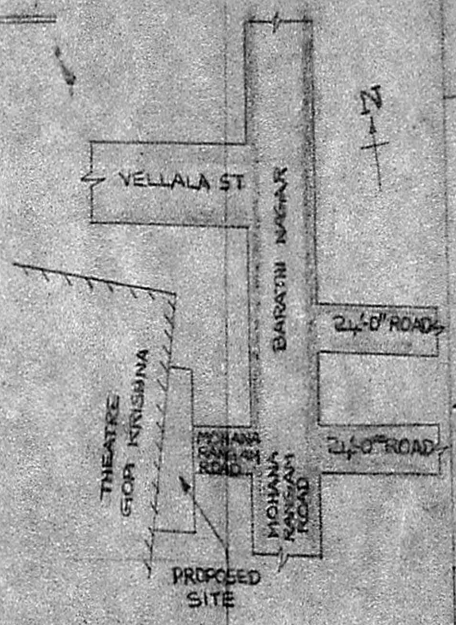 N
VELLALA ST
BARATHI NAGAR
24'-0" ROAD
THEATRE
GOPI KRISHNA
MOHANA
RANGAM
ROAD
24'-0" ROAD
MOHANA
RANGAM
ROAD
PROPOSED
SITE